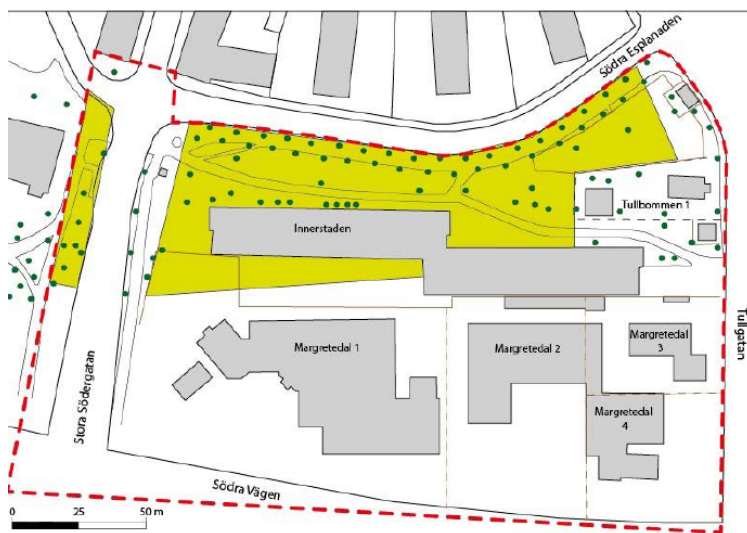 Södra Esplanaden
Tullbommen 1
Innerstaden
Tullgatan
Margretedal 1
Margretedal 2
Margretedal
3
Margretedal
4
Stora Södergatan
Södra Vägen
0 25 50 m